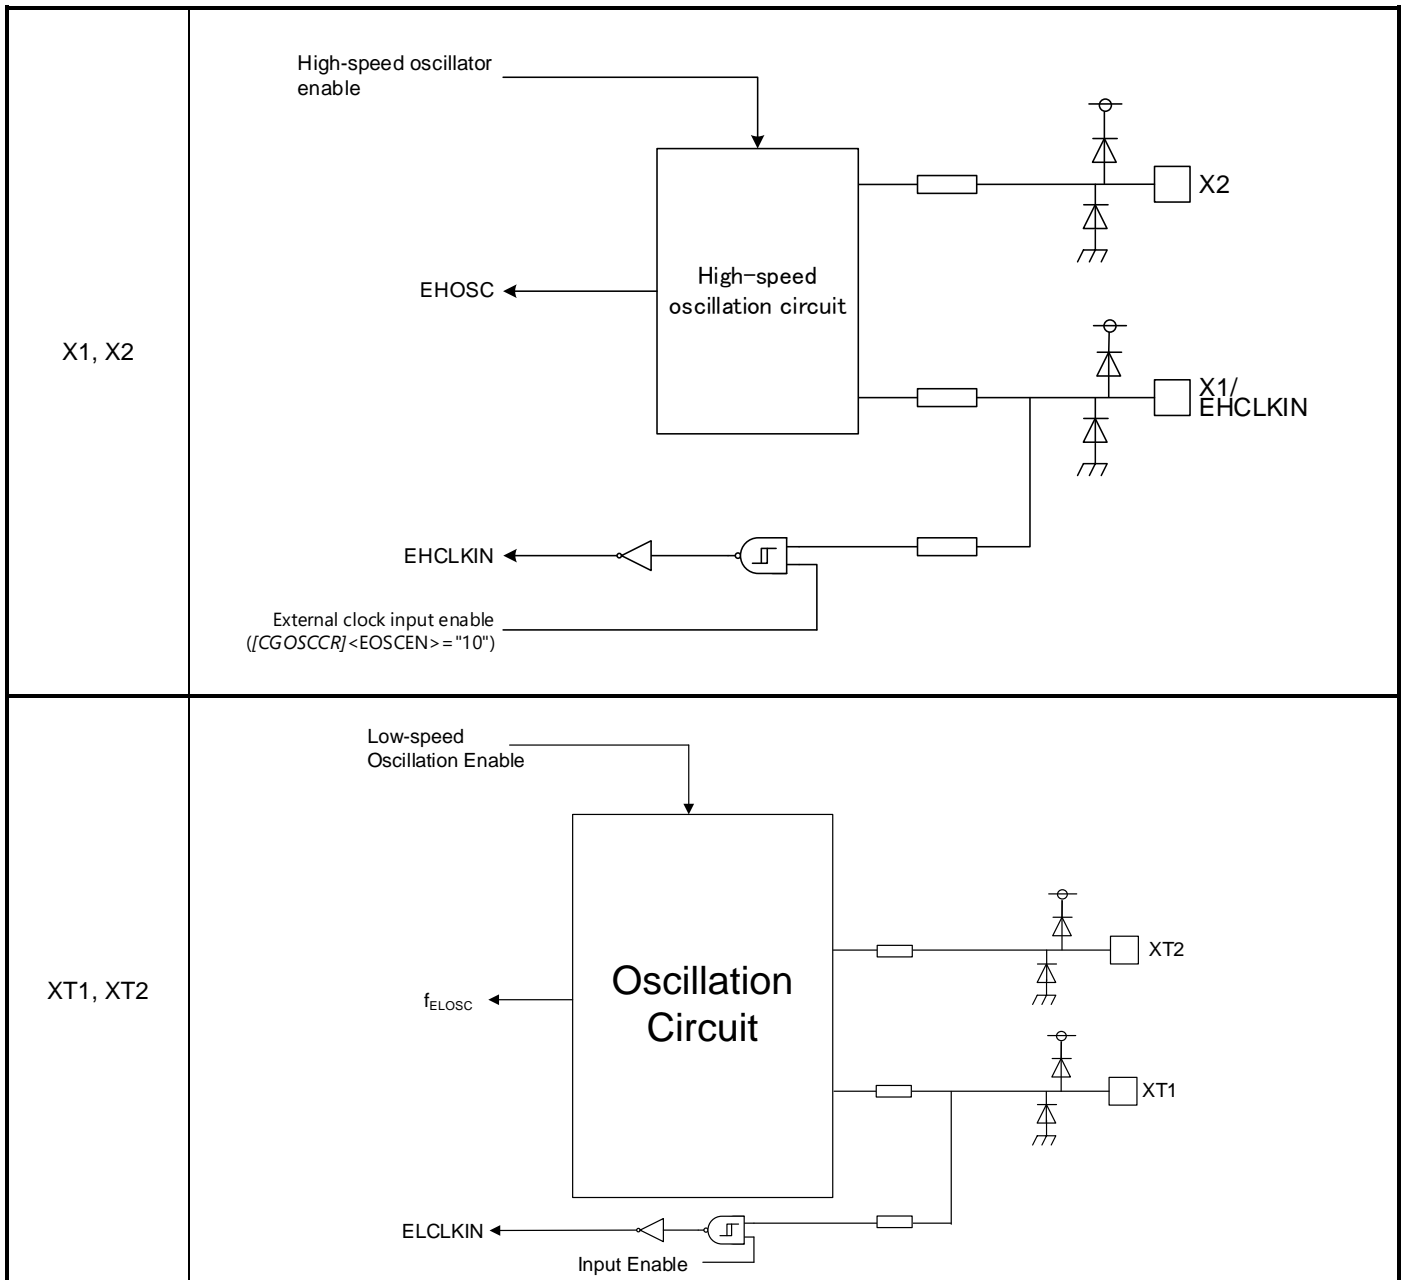 X1, X2
High-speed oscillator
enable
X2
EHOSC
High-speed
oscillation circuit
X1/
EHCLKIN
EHCLKIN
External clock input enable
([CGOSCCR]<EOSCEN>="10")
XT1, XT2
Low-speed
Oscillation Enable
XT2
Oscillation
Circuit
fELOSC
XT1
ELCLKIN
Input Enable